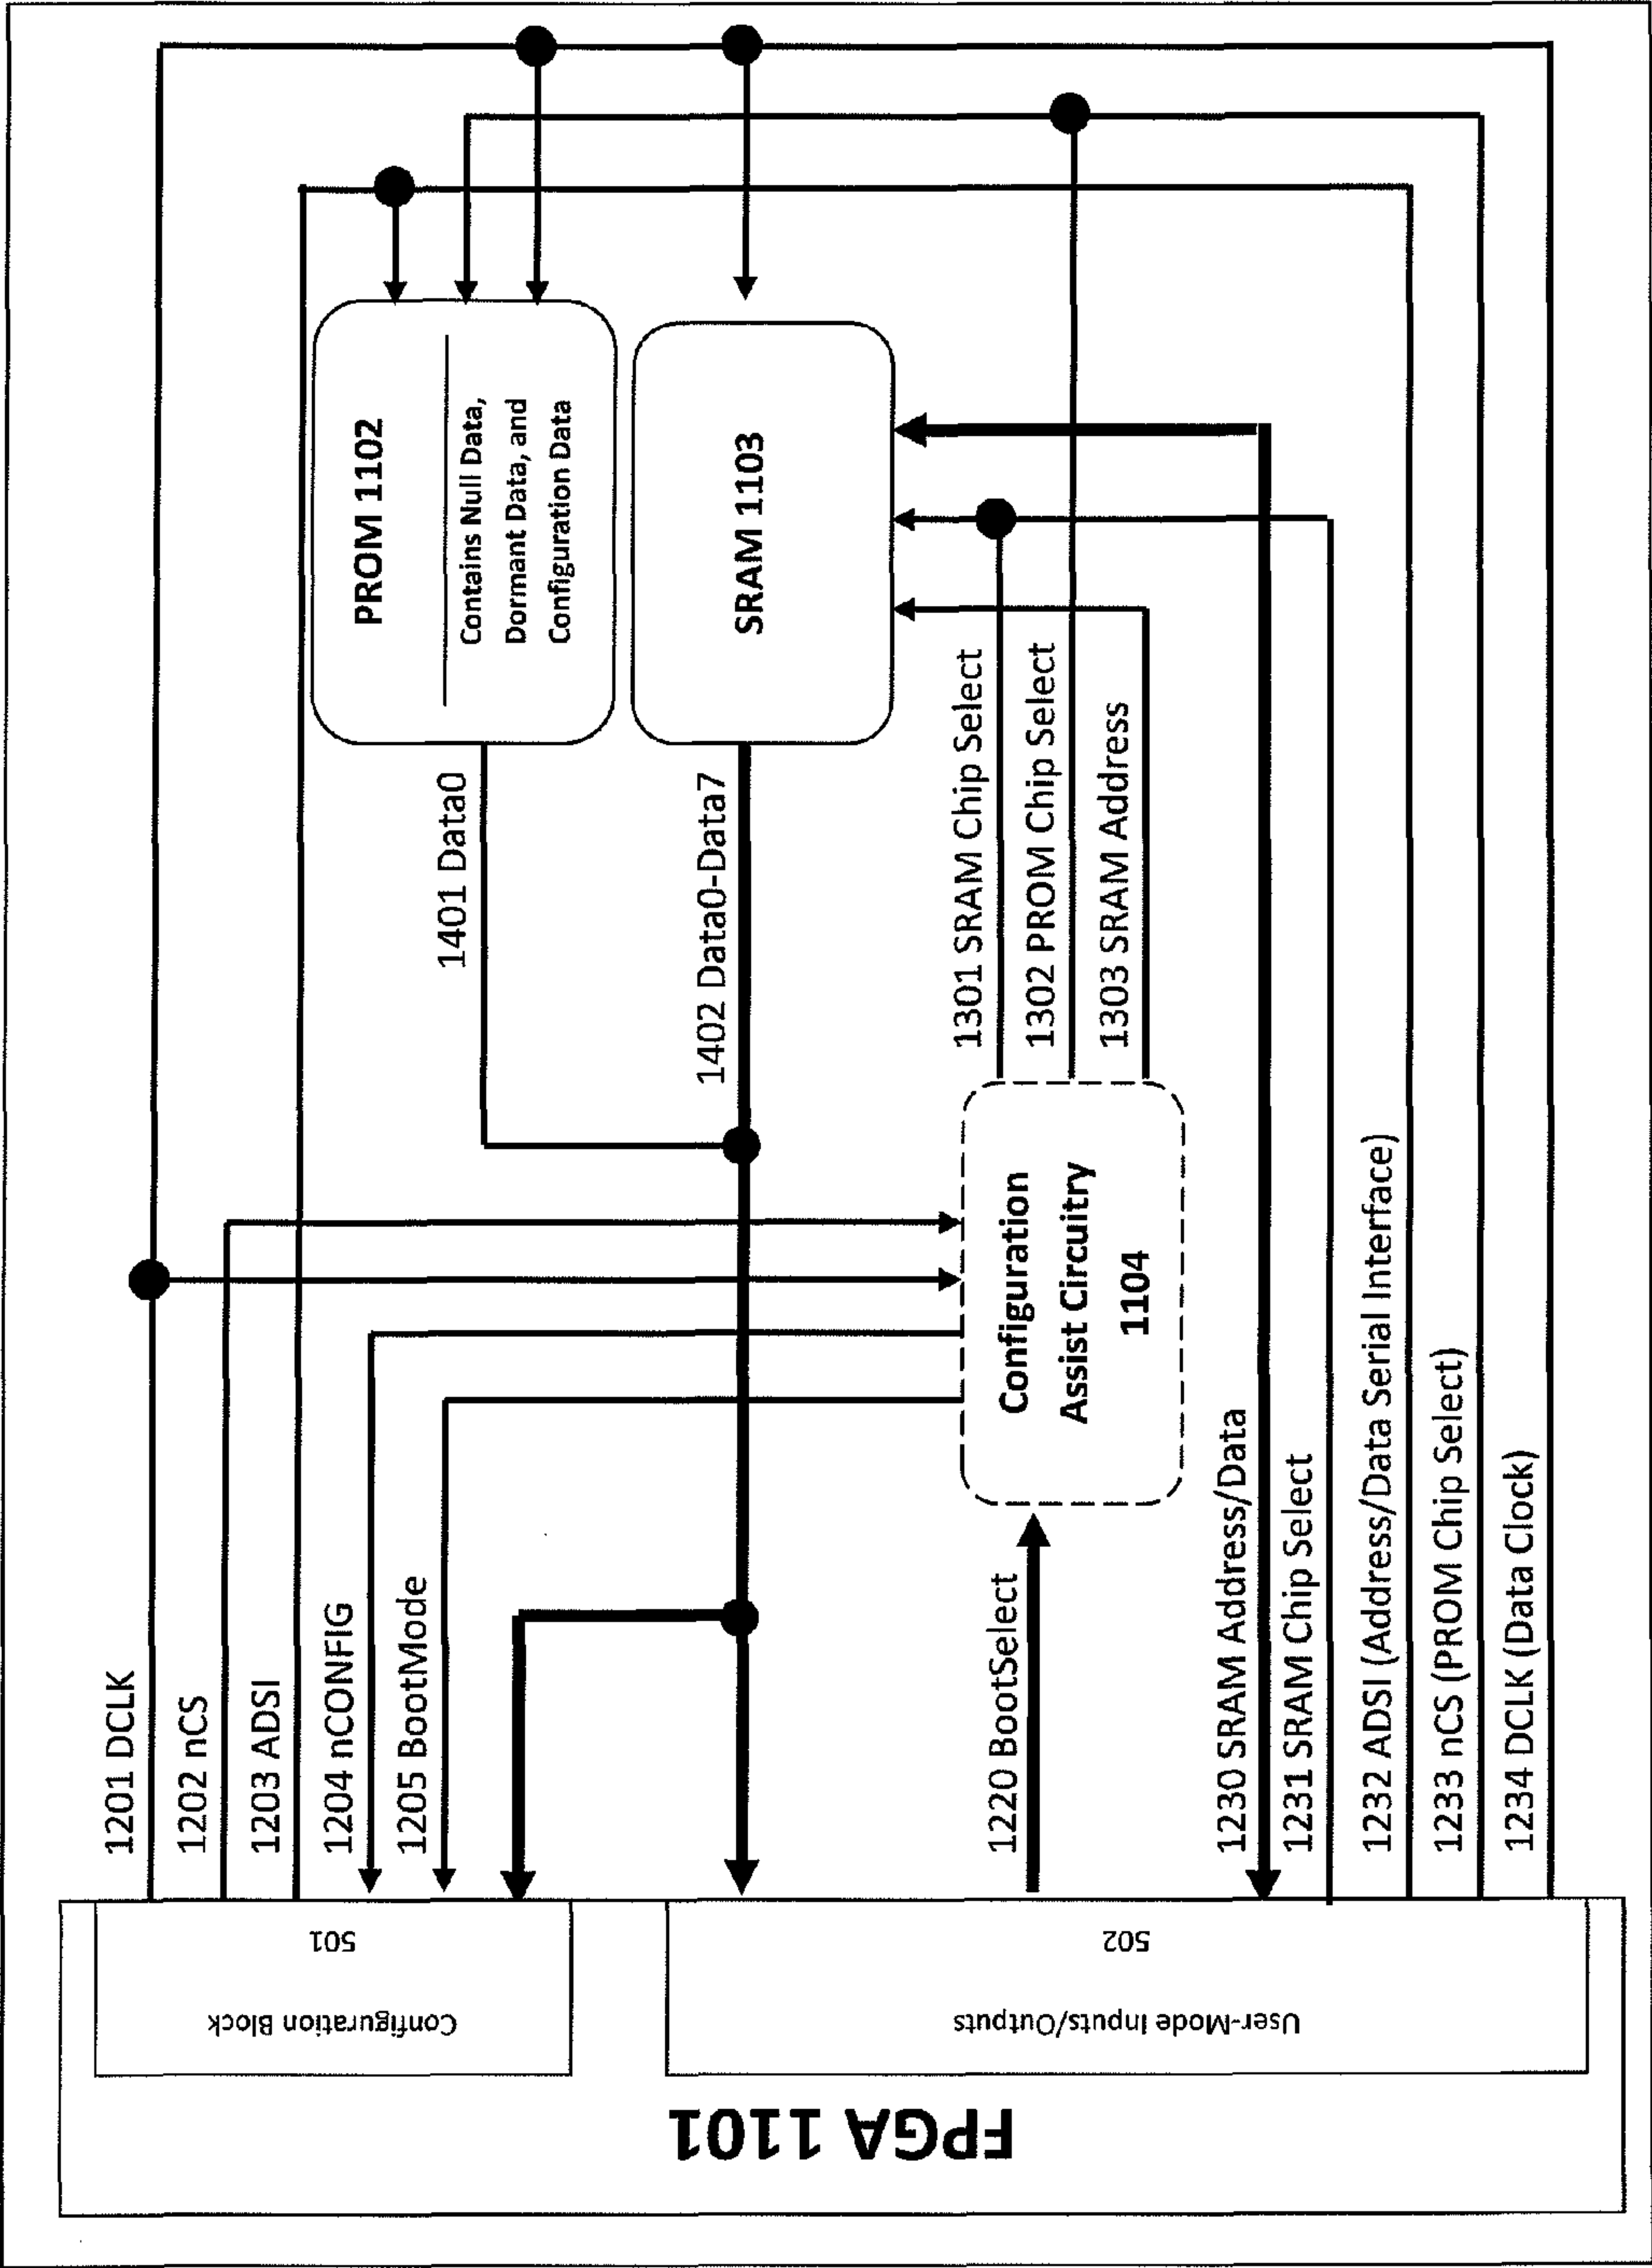 FPGA 1101
Configuration Block
501
User-Mode Inputs/Outputs
502
1201 DCLK
1202 nCS
1203 ADSI
1204 nCONFIG
1205 BootMode
1220 BootSelect
1230 SRAM Address/Data
1231 SRAM Chip Select
1232 ADSI (Address/Data Serial Interface)
1233 nCS (PROM Chip Select)
1234 DCLK (Data Clock)
Configuration
Assist Circuitry
1104
1401 Data0
1402 Data0-Data7
1301 SRAM Chip Select
1302 PROM Chip Select
1303 SRAM Address
PROM 1102
Contains Null Data,
Dormant Data, and
Configuration Data
SRAM 1103